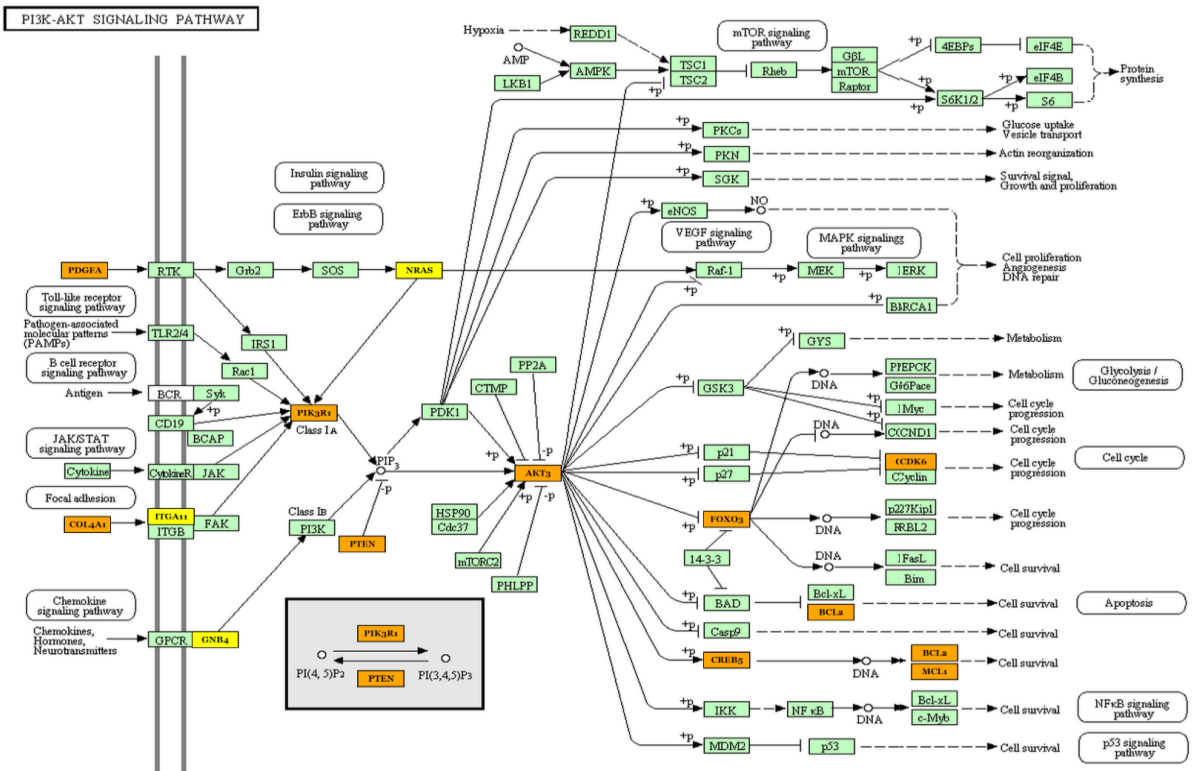 PI3K-AKT SIGNALING PATHWAY
Hypoxia
REDD1
AMP
LKB1
AMPK
TSC1
TSC2
+p
Rheb
mTOR signaling
pathway
GβL
mTOR
Raptor
+p
4EBPs
eIF4E
+p
S6K1/2
+p
+p
eIF4B
+p
S6
Protein
synthesis
+p
PKCs
Glucose uptake
Vesicle transport
+p
PKN
Actin reorganization
+p
SGK
Survival signal,
Growth and proliferation
Insulin signaling
pathway
ErbB signaling
pathway
+p
eNOS
NO
VEGF signaling
pathway
MAPK signaling
pathway
PDGFA
RTK
Grb2
SOS
NRAS
Raf-1
+p
MEK
+p
ERK
+p
BRCA1
Cell proliferation
Angiogenesis
DNA repair
Toll-like receptor
signaling pathway
Pathogen-associated
molecular patterns
(PAMPs)
TLR2/4
IRS1
Rac1
B cell receptor
signaling pathway
Antigen
BCR
Syk
+p
CD19
BCAP
PIK3R1
Class IA
JAK/STAT
signaling pathway
Cytokine
CytokineR
JAK
Focal adhesion
COL4A1
ITGA11
ITGB
FAK
Class IB
PI3K
PIP3
-p
PTEN
PDK1
CTMP
PP2A
+p
-p
AKT3
+p
-p
HSP90
Cdc37
mTORC2
PHLPP
Chemokine
signaling pathway
Chemokines,
Hormones,
Neurotransmitters
GPCR
GNB4
PIK3R1
PI(4, 5)P2
PI(3,4,5)P3
PTEN
+p
GYS
Metabolism
+p
GSK3
DNA
PEPCK
G6Pace
Metabolism
Glycolysis /
Gluconeogenesis
+p
Myc
Cell cycle
progression
+p
DNA
CCND1
Cell cycle
progression
+p
p21
+p
p27
CDK6
Cyclin
Cell cycle
progression
Cell cycle
+p
FOXO3
DNA
p27Kip1
RBL2
Cell cycle
progression
14-3-3
DNA
FasL
Bim
Cell survival
+p
BAD
Bcl-xL
BCL2
Cell survival
Apoptosis
+p
Casp9
Cell survival
+p
CREB5
DNA
BCL2
MCL1
Cell survival
+p
IKK
NFκB
DNA
Bcl-xL
c-Myb
Cell survival
NFκB signaling
pathway
+p
MDM2
p53
Cell survival
p53 signaling
pathway